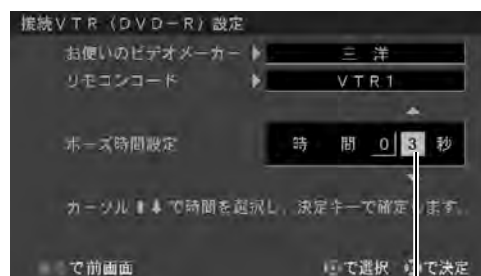 接続VTR(DVD-R)設定
お使いのビデオメーカー 三洋
リモコンコード VTR1
ポーズ時間設定 時間 0 3 秒
カーソル で時間を選択し、決定キーで確定します。
で前画面 で選択 で決定